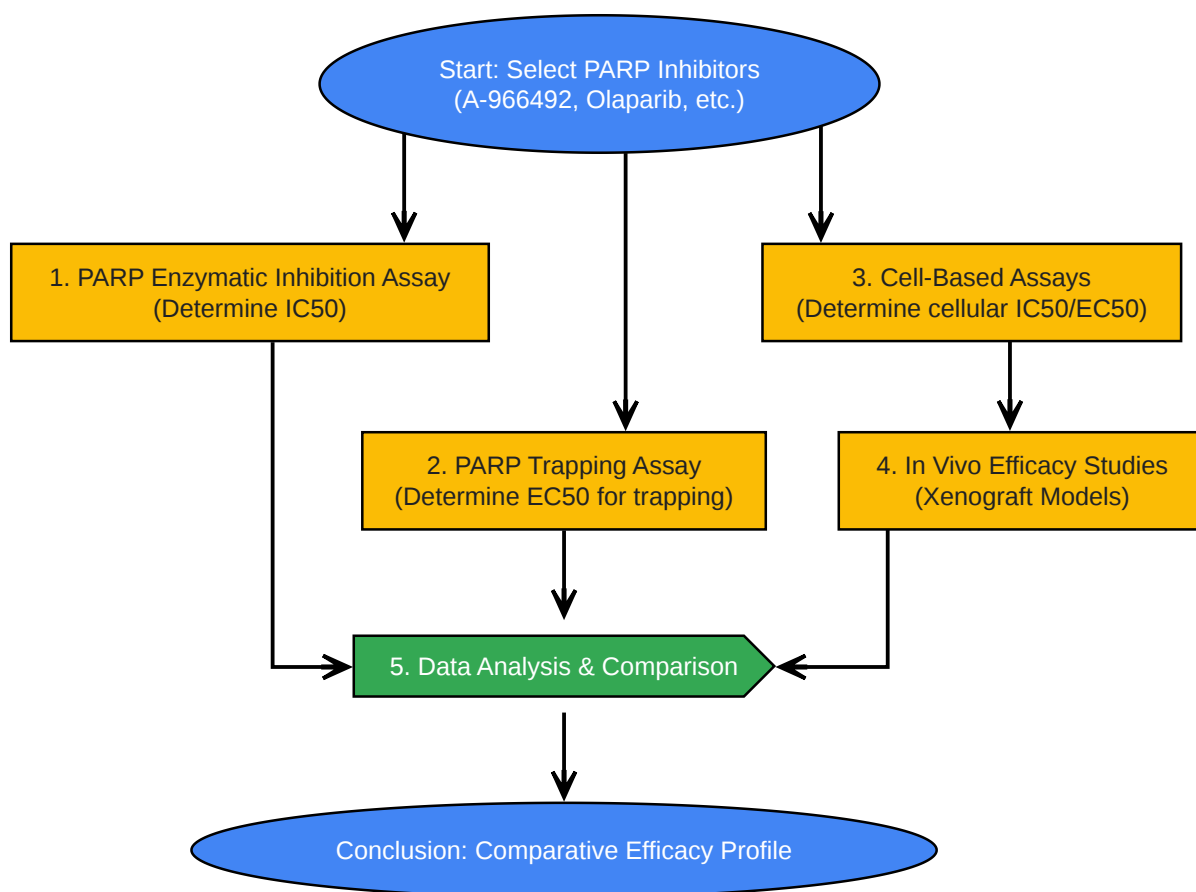 Start: Select PARP Inhibitors
(A-966492, Olaparib, etc.)
1. PARP Enzymatic Inhibition Assay
(Determine IC50)
3. Cell-Based Assays
(Determine cellular IC50/EC50)
2. PARP Trapping Assay
(Determine EC50 for trapping)
4. In Vivo Efficacy Studies
(Xenograft Models)
5. Data Analysis & Comparison
Conclusion: Comparative Efficacy Profile